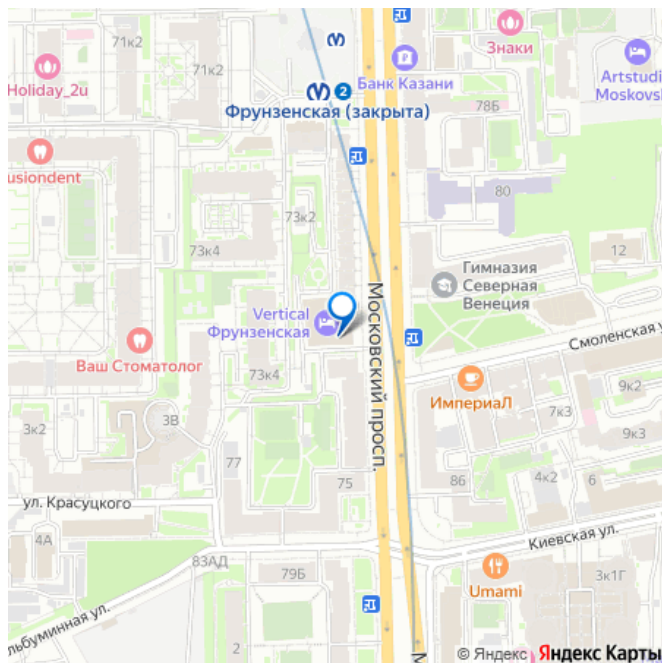 71к2
71к2
Holiday_2u
Знаки
Artstudi
Moskovsk
Банк Казани
78Б
2
Фрунзенская (закрыта)
usiondent
73к2
80
73к4
12
Гимназия
Северная
Венеция
Vertical
Фрунзенская
Московский просп.
Смоленская у
Ваш Стоматолог
73к4
ИмпериаЛ
9к2
7к3
9к3
3к2
3В
77
75
86
4к2
6
ул. Красуцкого
4А
Киевская ул.
83АД
79Б
Umami
3к1Г
льбуминная ул.
2
М
© Яндекс Яндекс Карты